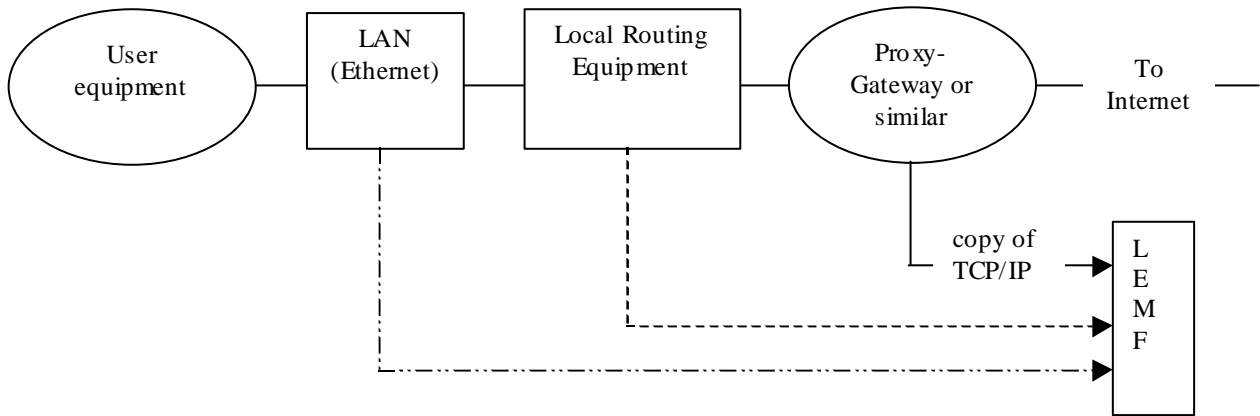 User
equipment
LAN
(Ethernet)
Local Routing
Equipment
Proxy-
Gateway or
similar
To
Internet
copy of
TCP/IP
L
E
M
F